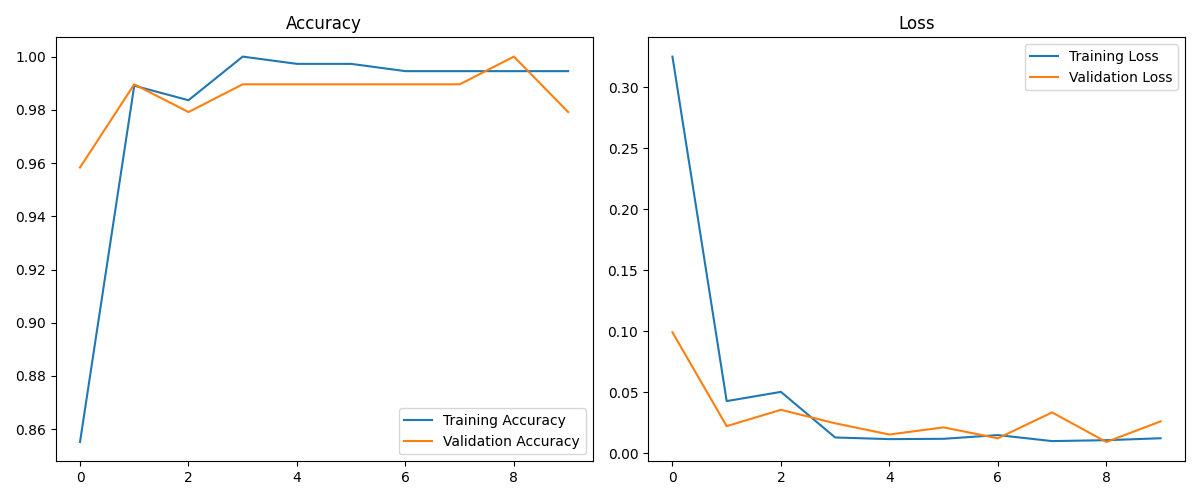 Accuracy
1.00
0.98
0.96
0.94
0.92
0.90
0.88
0.86
0 2 4 6 8
Training Accuracy
Validation Accuracy
Loss
0.30
0.25
0.20
0.15
0.10
0.05
0.00
0 2 4 6 8
Training Loss
Validation Loss